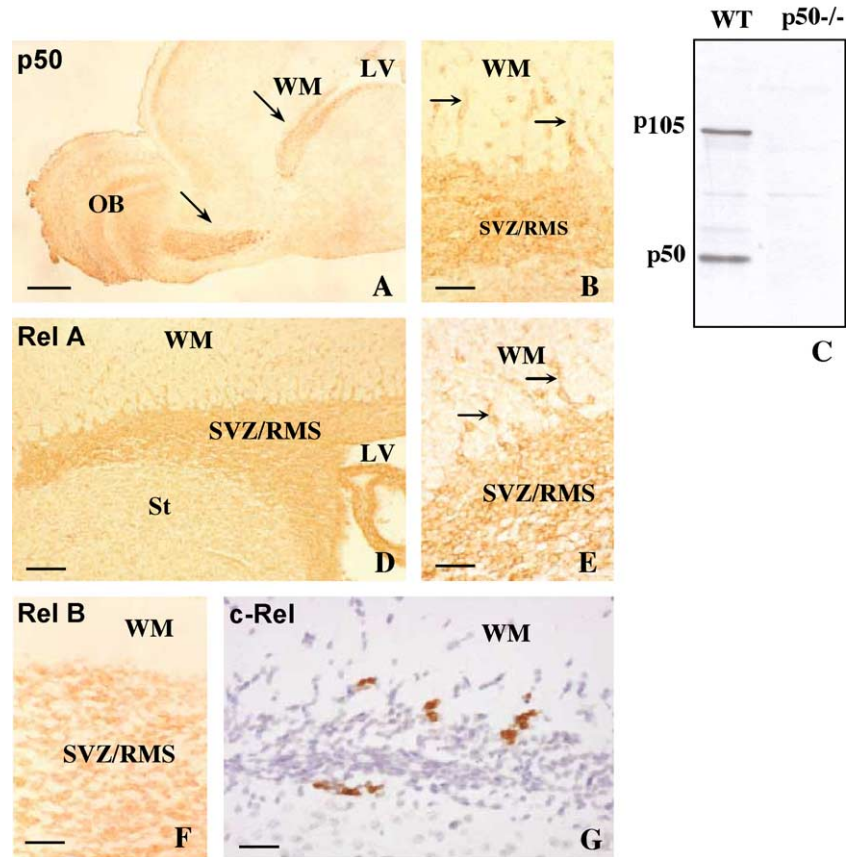 p50
WM
LV
OB
A
WM
SVZ/RMS
B
WT p50-/-
p105
p50
C
Rel A
WM
SVZ/RMS
LV
St
D
WM
SVZ/RMS
E
Rel B
WM
SVZ/RMS
F
c-Rel
WM
G